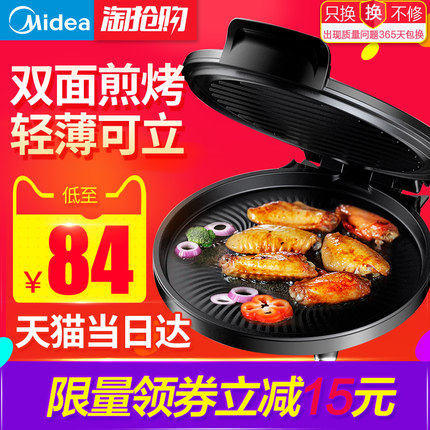 Midea 淘抢购
只换 换 不修
出现质量问题365天包换
双面煎烤
轻薄可立
低至
¥84
天猫当日达
限量领券立减15元